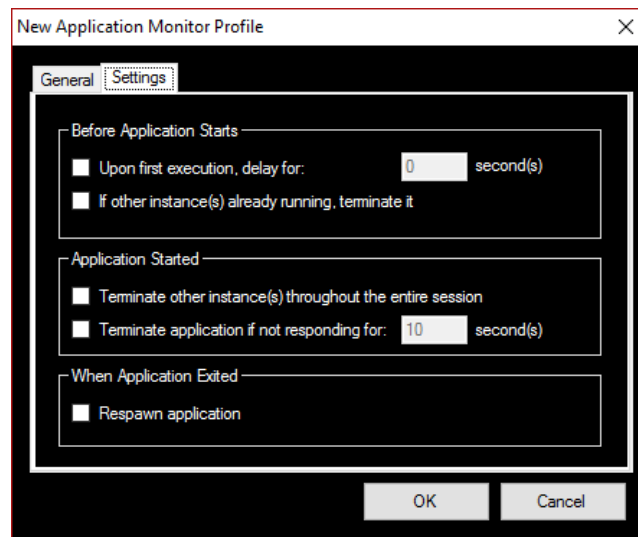 New Application Monitor Profile
General Settings
Before Application Starts
Upon first execution, delay for: 0 second(s)
If other instance(s) already running, terminate it
Application Started
Terminate other instance(s) throughout the entire session
Terminate application if not responding for: 10 second(s)
When Application Exited
Respawn application
OK Cancel